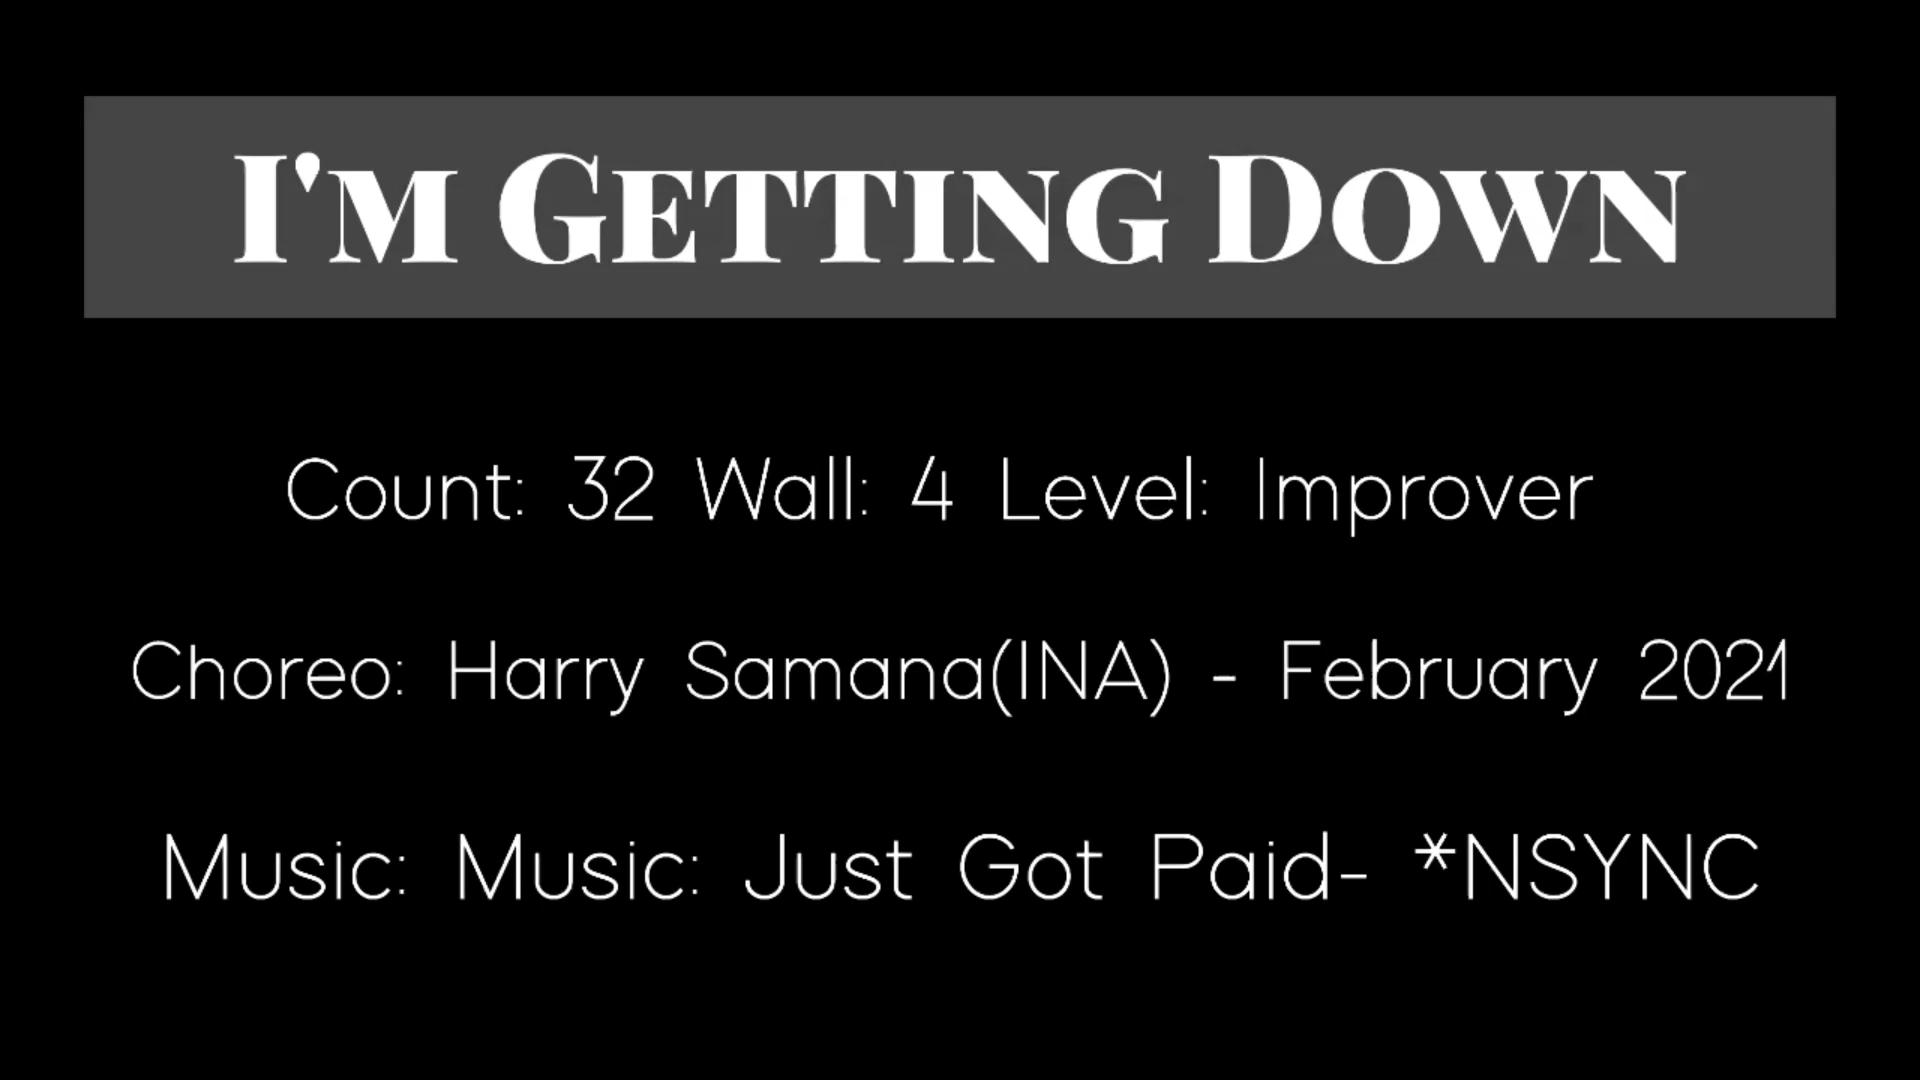 I'm Getting Down
Count: 32 Wall: 4 Level: Improver
Choreo: Harry Samana(INA) - February 2021
Music: Music: Just Got Paid- *NSYNC